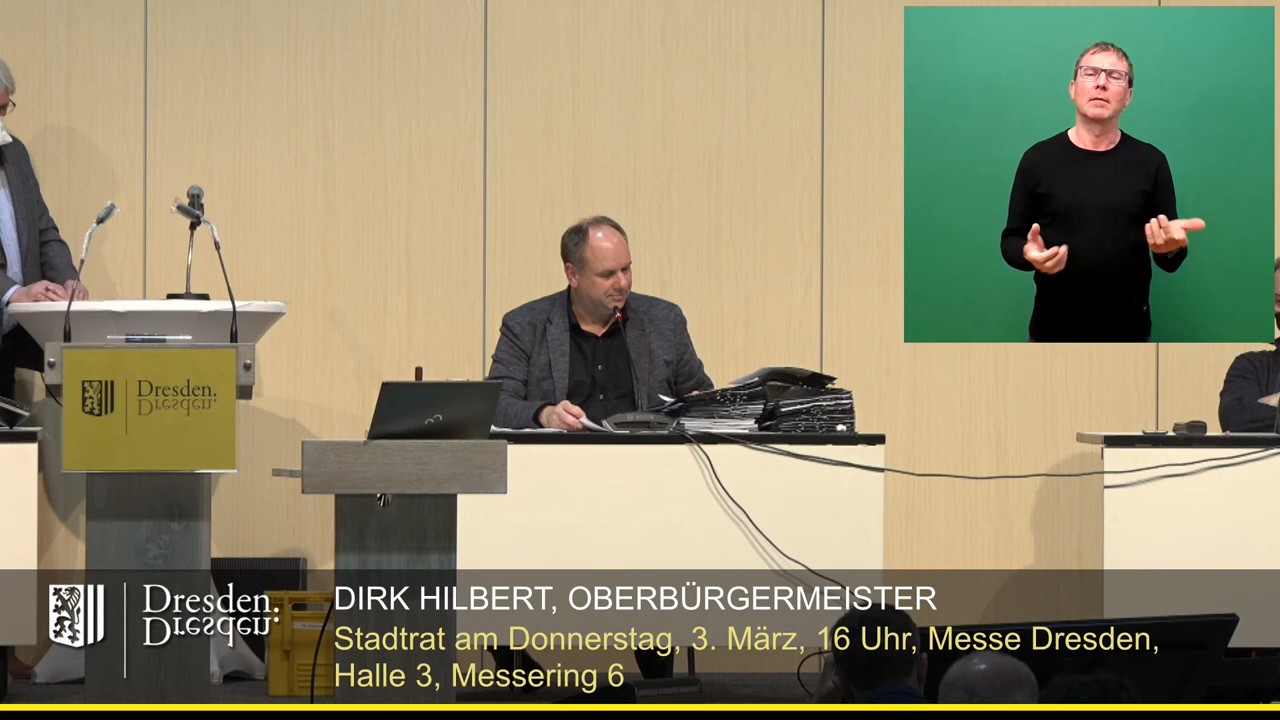 Dresden.
Dresden.
Dresden.
Dresden.
DIRK HILBERT, OBERBÜRGERMEISTER
Stadtrat am Donnerstag, 3. März, 16 Uhr, Messe Dresden,
Halle 3, Messering 6